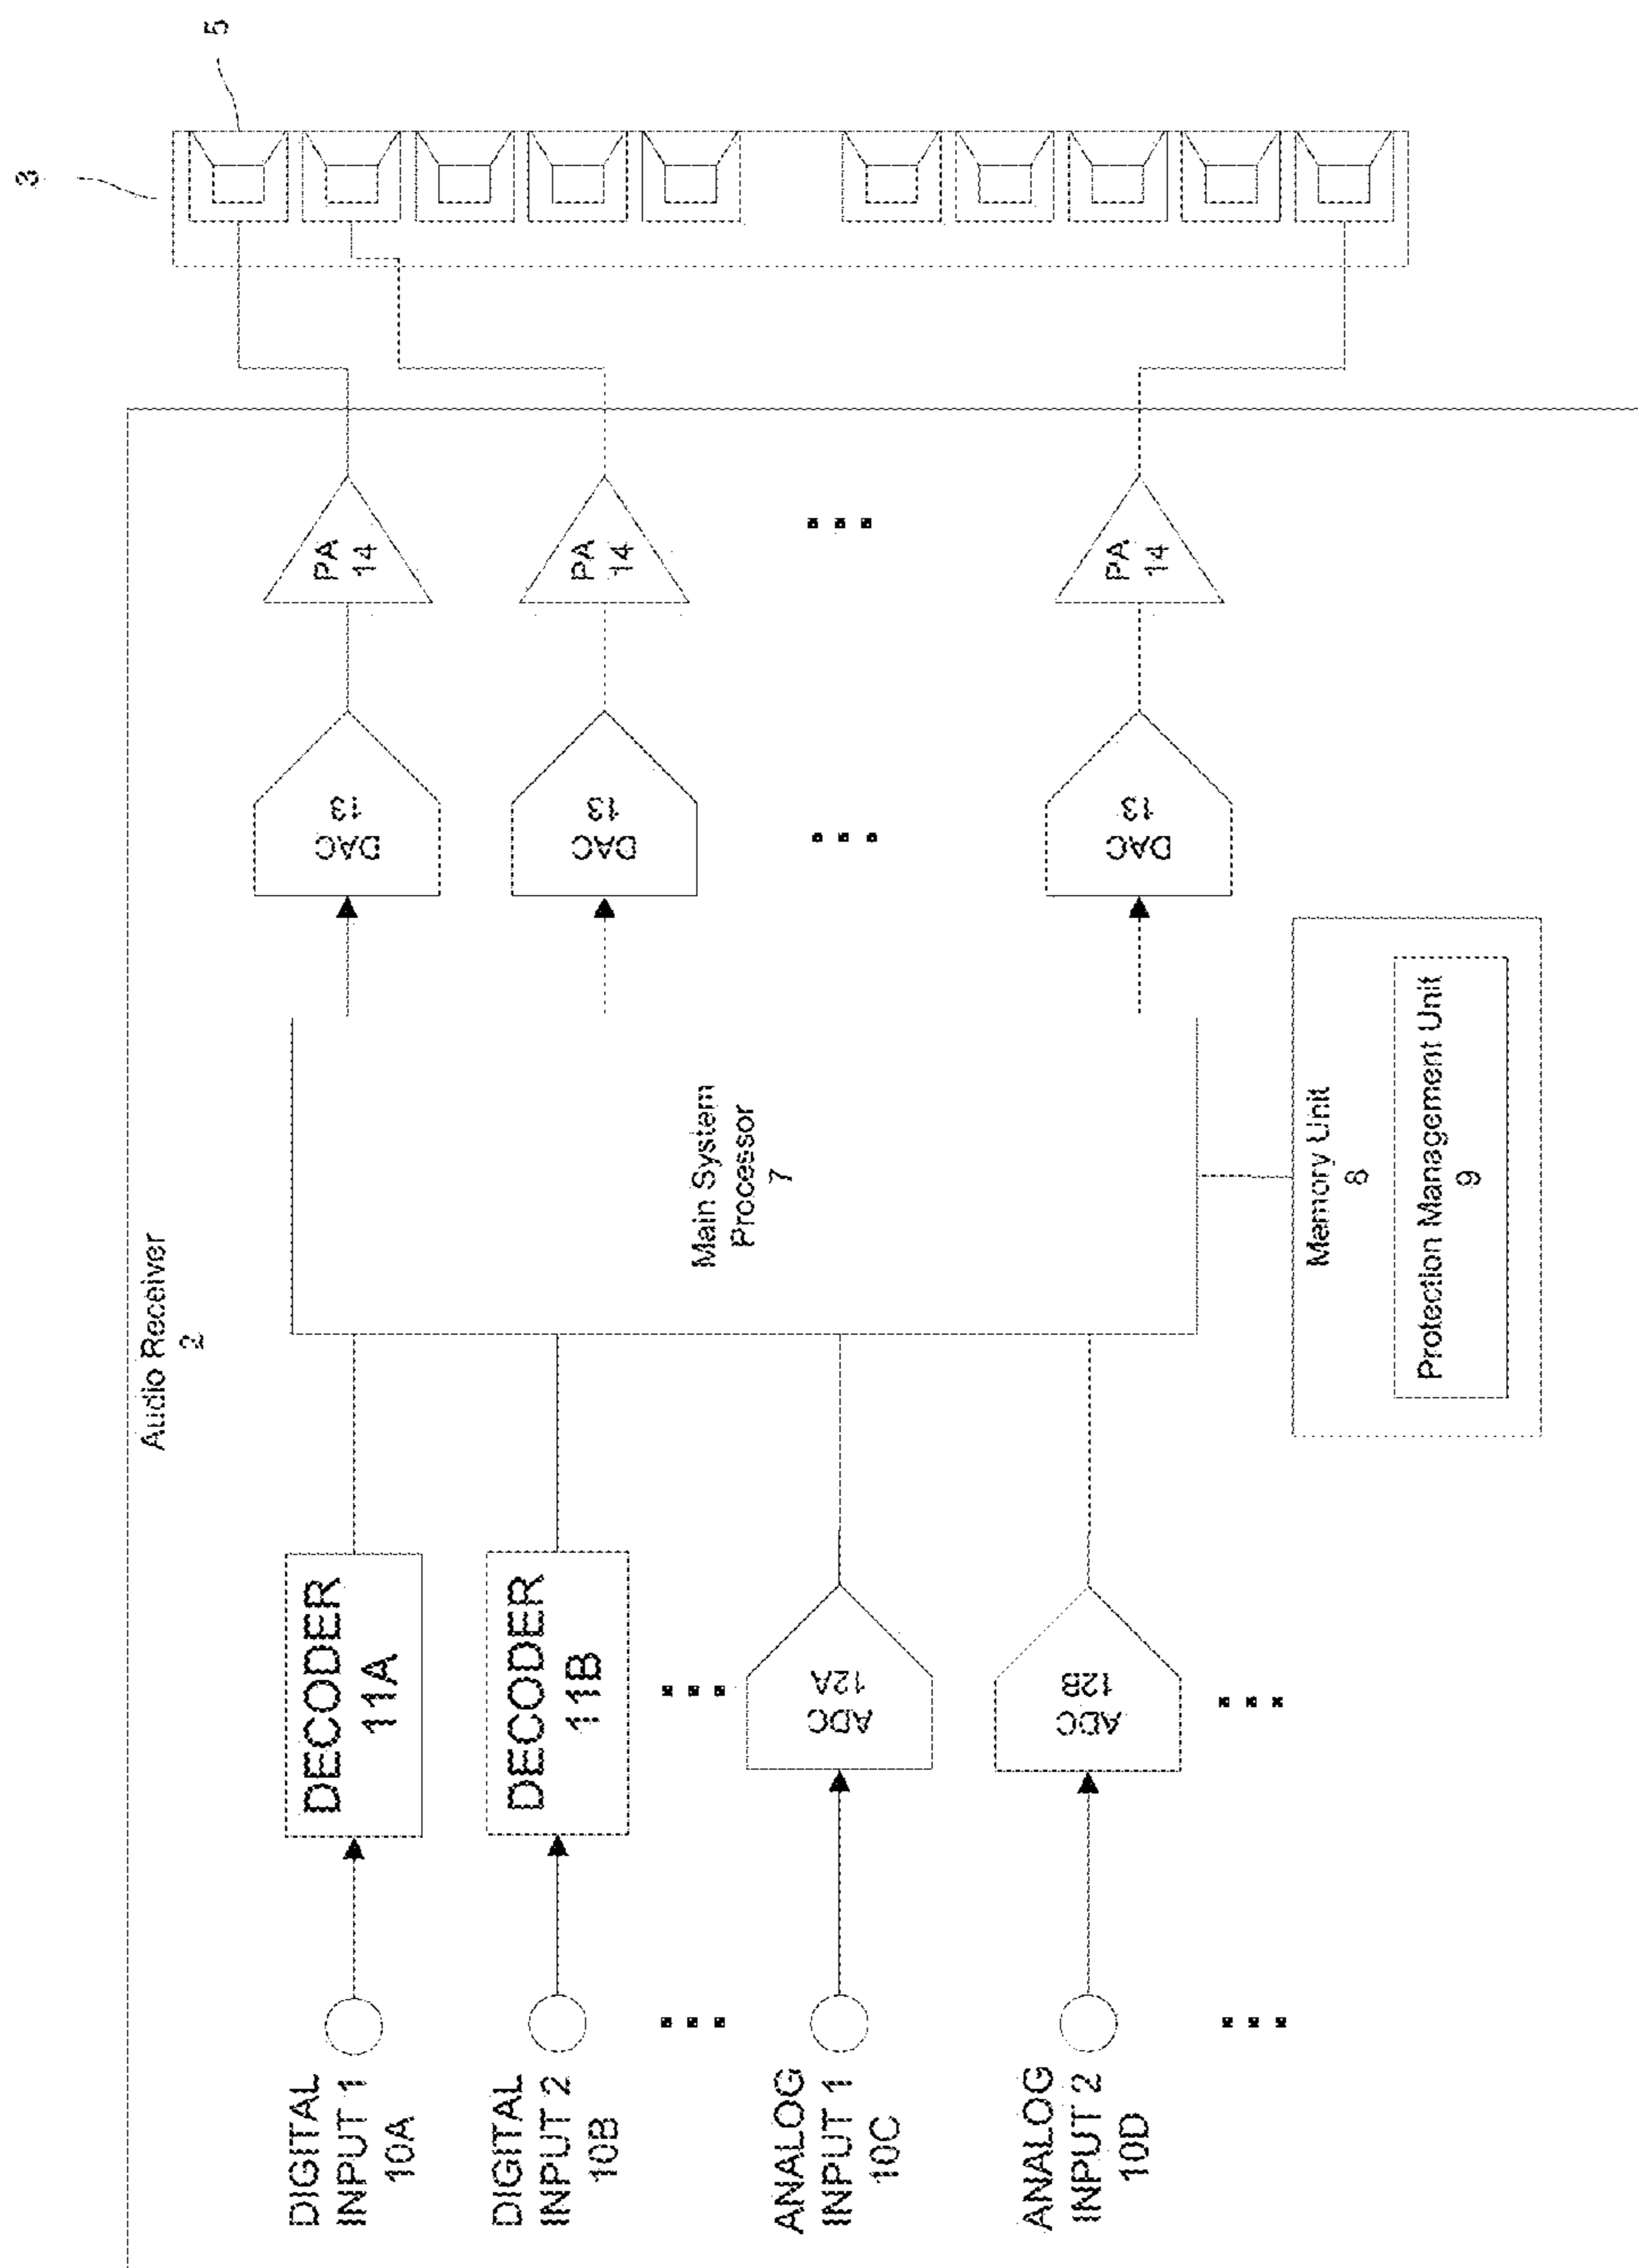 Audio Receiver
2
DIGITAL
INPUT 1
10A
DECODER
11A
DIGITAL
INPUT 2
10B
DECODER
11B
ANALOG
INPUT 1
10C
ADC
12A
ANALOG
INPUT 2
10D
ADC
12B
Main System
Processor
7
Memory Unit
8
Protection Management Unit
9
DAC
13
DAC
13
DAC
13
PA
14
PA
14
PA
14
3
5